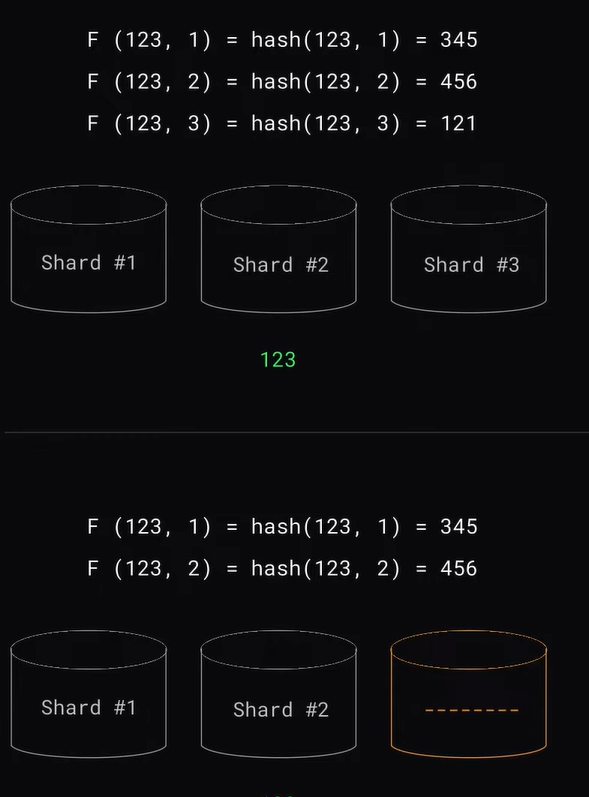 F (123, 1) = hash(123, 1) = 345
F (123, 2) = hash(123, 2) = 456
F (123, 3) = hash(123, 3) = 121
Shard #1 Shard #2 Shard #3
123
F (123, 1) = hash(123, 1) = 345
F (123, 2) = hash(123, 2) = 456
Shard #1 Shard #2 --------